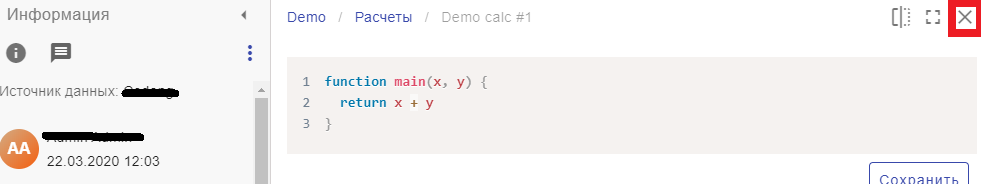 Информация
Demo / Расчеты / Demo calc #1
Источник данных:
AA
22.03.2020 12:03
1 function main(x, y) {
2 return x + y
3 }
Сохранить